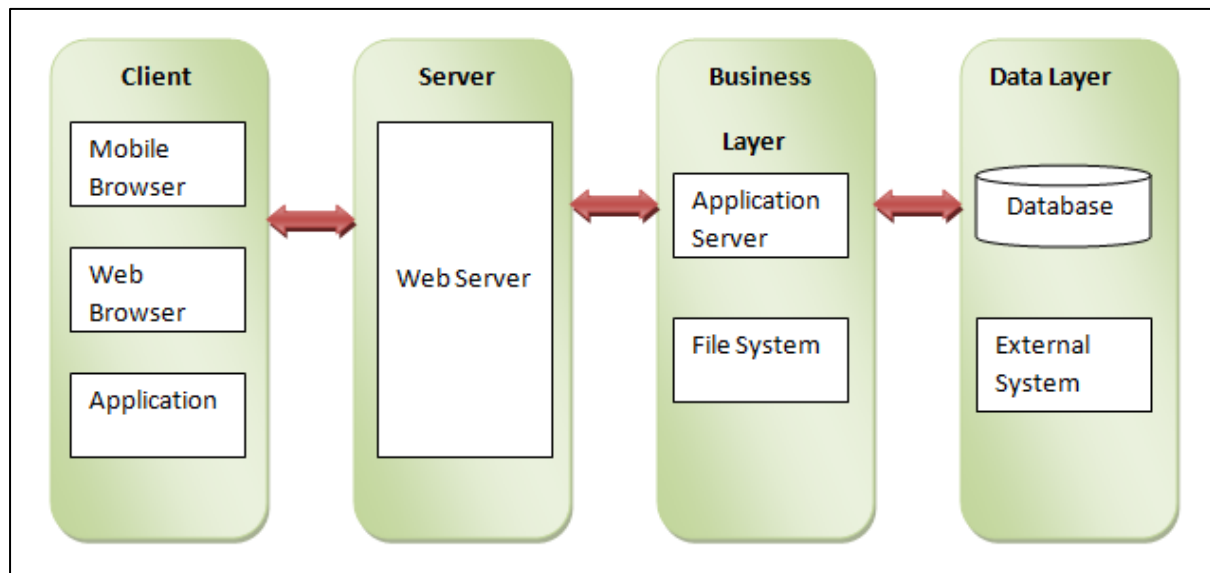 Client
Mobile
Browser
Web
Browser
Application
Server
Web Server
Business
Layer
Application
Server
File System
Data Layer
Database
External
System